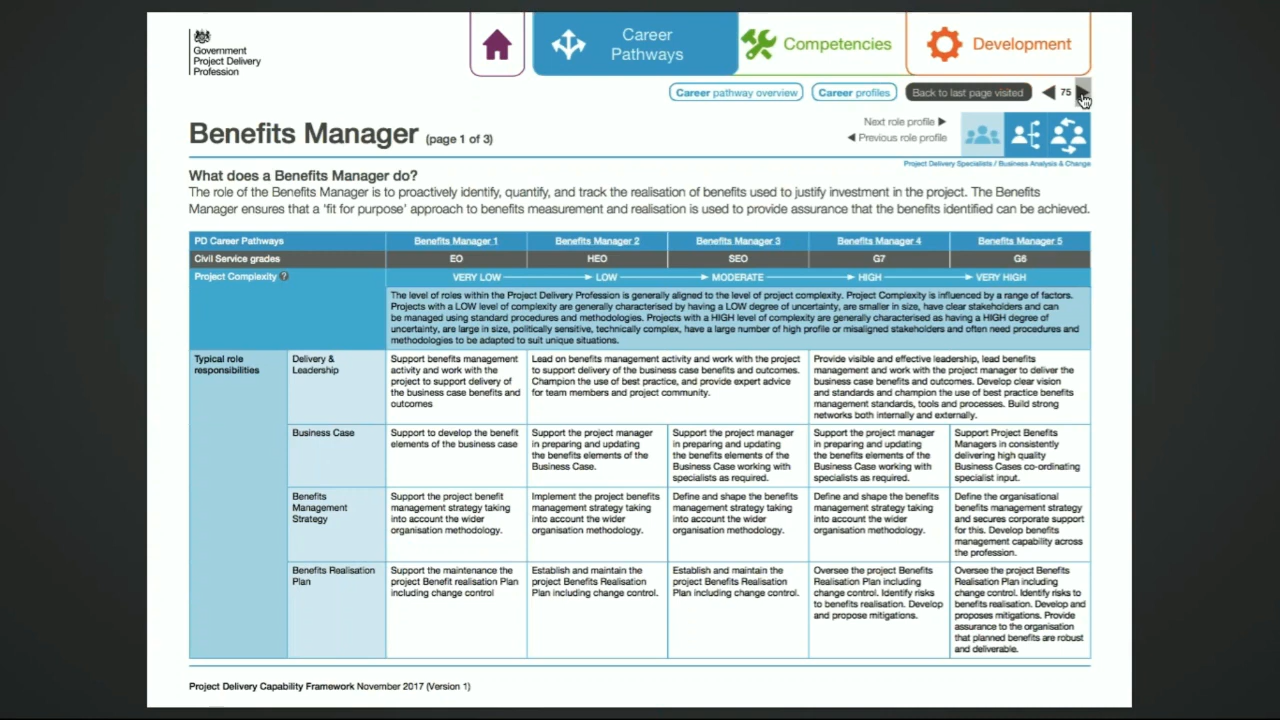 Government
Project Delivery
Profession
Career
Pathways
Competencies
Development
Career pathway overview
Career profiles
Back to last page visited
75
Benefits Manager (page 1 of 3)
Next role profile
Previous role profile
Project Delivery Specialists / Business Analysis & Change
What does a Benefits Manager do?
The role of the Benefits Manager is to proactively identify, quantify, and track the realisation of benefits used to justify investment in the project. The Benefits
Manager ensures that a 'fit for purpose' approach to benefits measurement and realisation is used to provide assurance that the benefits identified can be achieved.
PD Career Pathways
Benefits Manager 1
Benefits Manager 2
Benefits Manager 3
Benefits Manager 4
Benefits Manager 5
Civil Service grades
EO
HEO
SEO
G7
G6
Project Complexity ?
VERY LOW
LOW
MODERATE
HIGH
VERY HIGH
The level of roles within the Project Delivery Profession is generally aligned to the level of project complexity. Project Complexity is influenced by a range of factors.
Projects with a LOW level of complexity are generally characterised by having a LOW degree of uncertainty, are smaller in size, have clear stakeholders and can
be managed using standard procedures and methodologies. Projects with a HIGH level of complexity are generally characterised as having a HIGH degree of
uncertainty, are large in size, politically sensitive, technically complex, have a large number of high profile or misaligned stakeholders and often need procedures and
methodologies to be adapted to suit unique situations.
Typical role
responsibilities
Delivery &
Leadership
Support benefits management
activity and work with the
project to support delivery of
the business case benefits and
outcomes
Lead on benefits management activity and work with the project
to support delivery of the business case benefits and outcomes.
Champion the use of best practice, and provide expert advice
for team members and project community.
Provide visible and effective leadership, lead benefits
management and work with the project manager to deliver the
business case benefits and outcomes. Develop clear vision
and standards and champion the use of best practice benefits
management standards, tools and processes. Build strong
networks both internally and externally.
Business Case
Support to develop the benefit
elements of the business case
Support the project manager
in preparing and updating
the benefits elements of the
Business Case.
Support the project manager
in preparing and updating
the benefits elements of the
Business Case working with
specialists as required.
Support the project manager
in preparing and updating
the benefits elements of the
Business Case working with
specialists as required.
Support Project Benefits
Managers in consistently
delivering high quality
Business Cases co-ordinating
specialist input.
Benefits
Management
Strategy
Support the project benefit
management strategy taking
into account the wider
organisation methodology.
Implement the project benefits
management strategy taking
into account the wider
organisation methodology.
Define and shape the benefits
management strategy taking
into account the wider
organisation methodology.
Define and shape the benefits
management strategy taking
into account the wider
organisation methodology.
Define the organisational
benefits management strategy
and secures corporate support
for this. Develop benefits
management capability across
the profession.
Benefits Realisation
Plan
Support the maintenance the
project Benefit realisation Plan
including change control
Establish and maintain the
project Benefits Realisation
Plan including change control.
Establish and maintain the
project Benefits Realisation
Plan including change control.
Oversee the project Benefits
Realisation Plan including
change control. Identify risks
to benefits realisation. Develop
and propose mitigations.
Oversee the project Benefits
Realisation Plan including
change control. Identify risks to
benefits realisation. Develop and
proposes mitigations. Provide
assurance to the organisation
that planned benefits are robust
and deliverable.
Project Delivery Capability Framework November 2017 (Version 1)